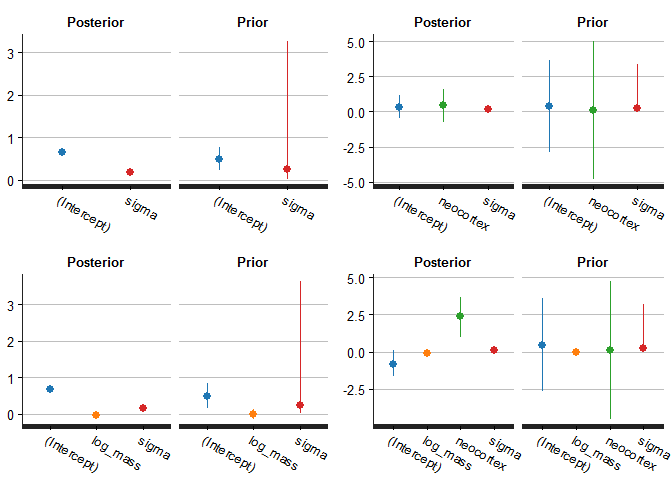 Posterior Prior
3
2
1
0
(Intercept) sigma (Intercept) sigma
Posterior Prior
5.0
2.5
0.0
-2.5
-5.0
(Intercept) neocortex sigma (Intercept) neocortex sigma
Posterior Prior
3
2
1
0
(Intercept) log_mass sigma (Intercept) log_mass sigma
Posterior Prior
5.0
2.5
0.0
-2.5
(Intercept) log_mass neocortex sigma (Intercept) log_mass neocortex sigma